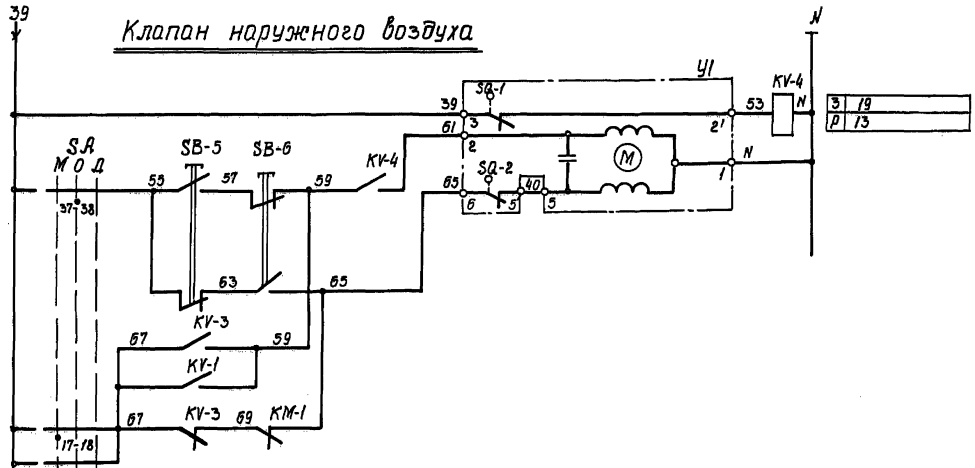 39
Клапан наружного воздуха
N
У1
SQ-1
39
3
2'
53
KV-4
N
З 19
Р 13
61
2
SA
М О Д
SB-5
SB-6
KV-4
55
57
59
SQ-2
М
N
1
65
6
5
40
5
37-38
63
65
KV-3
67
59
KV-1
67
KV-3
69
KM-1
17-18